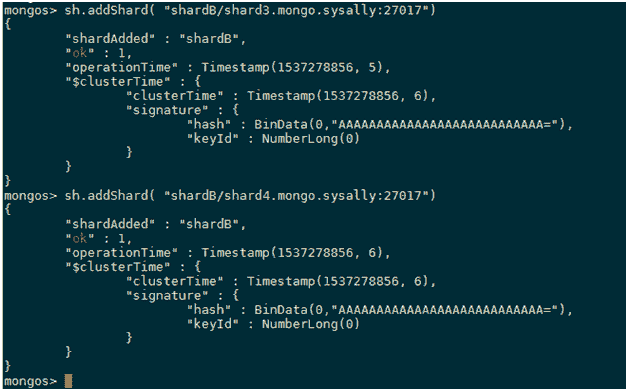 mongos> sh.addShard( "shardB/shard3.mongo.sysally:27017")
{
        "shardAdded" : "shardB",
        "ok" : 1,
        "operationTime" : Timestamp(1537278856, 5),
        "$clusterTime" : {
                "clusterTime" : Timestamp(1537278856, 6),
                "signature" : {
                        "hash" : BinData(0,"AAAAAAAAAAAAAAAAAAAAAAAAAAA="),
                        "keyId" : NumberLong(0)
                }
        }
}
mongos> sh.addShard( "shardB/shard4.mongo.sysally:27017")
{
        "shardAdded" : "shardB",
        "ok" : 1,
        "operationTime" : Timestamp(1537278856, 6),
        "$clusterTime" : {
                "clusterTime" : Timestamp(1537278856, 6),
                "signature" : {
                        "hash" : BinData(0,"AAAAAAAAAAAAAAAAAAAAAAAAAAA="),
                        "keyId" : NumberLong(0)
                }
        }
}
mongos>